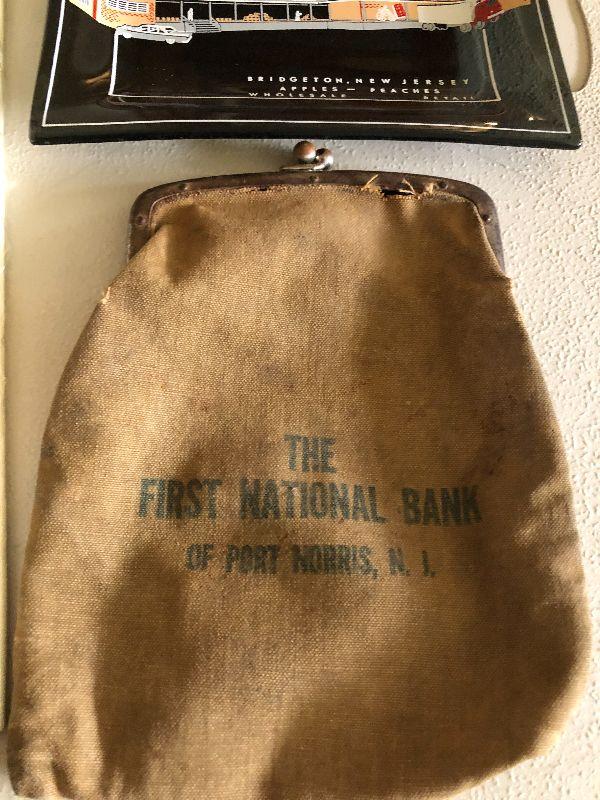 BRIDGETON, NEW JERSEY
APPLES — PEACHES
WHOLESALE RETAIL
THE
FIRST NATIONAL BANK
OF PORT NORRIS, N. J.